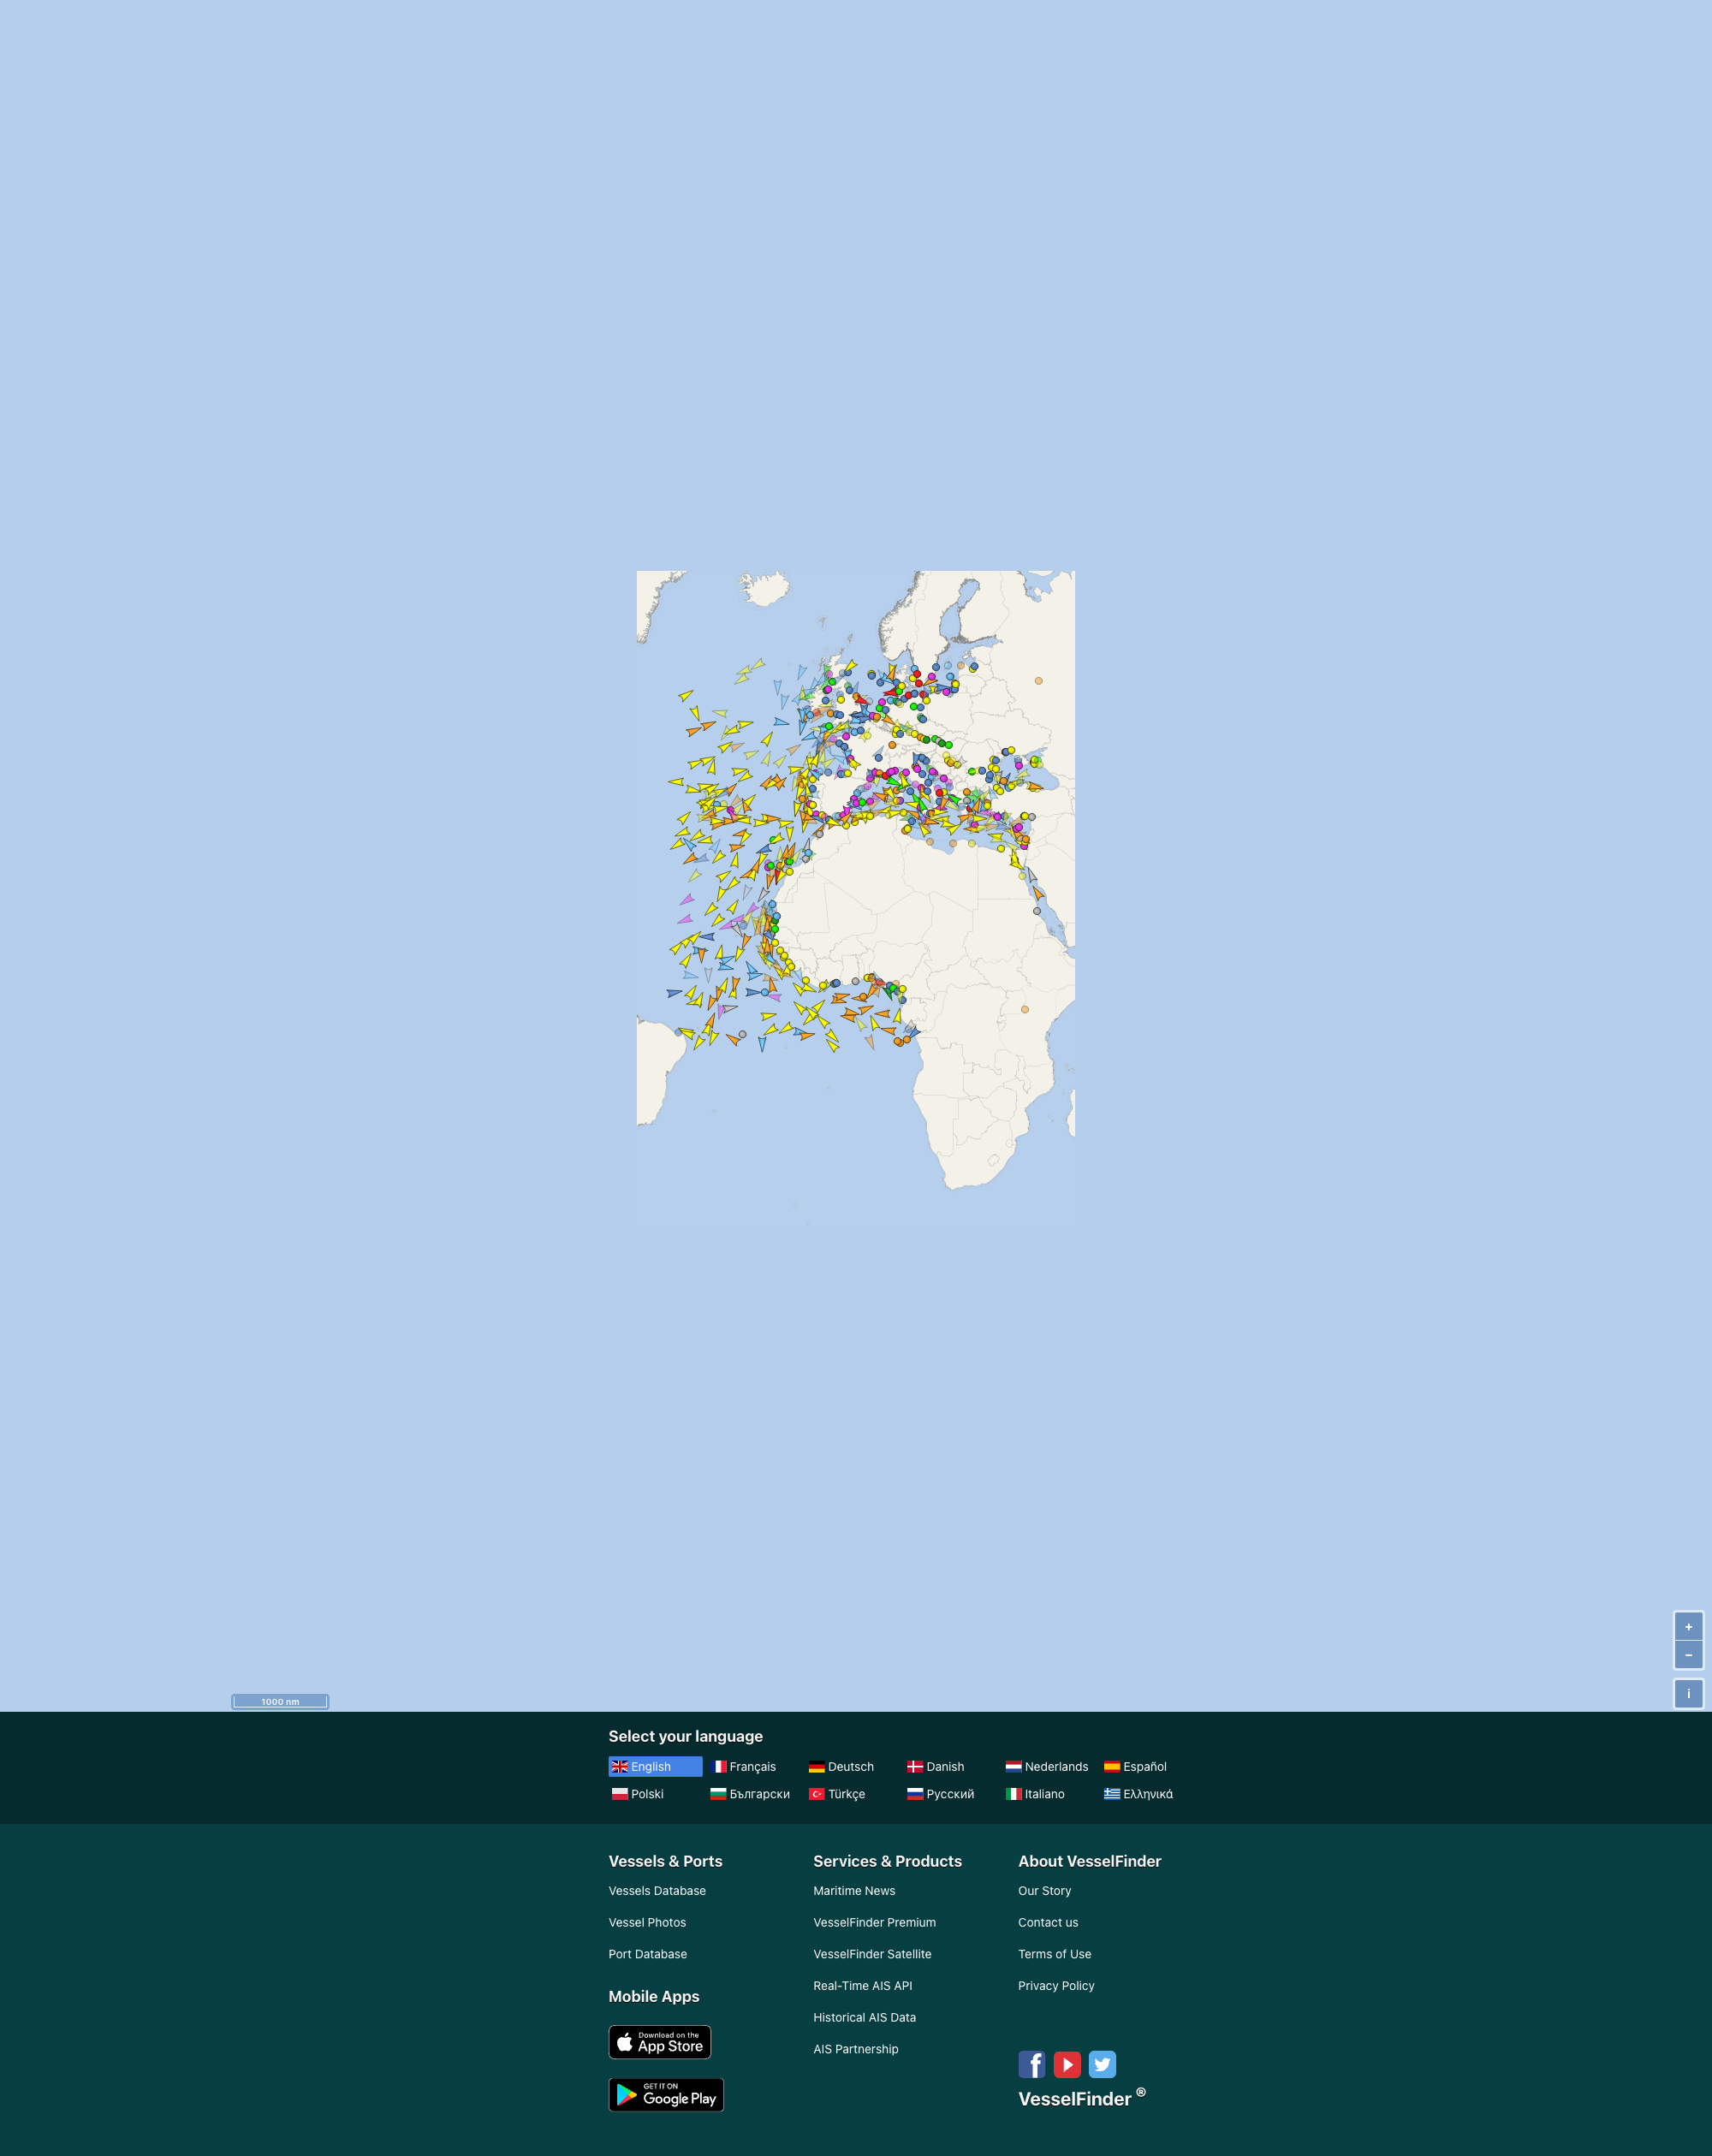 +
−
i
1000 nm
Select your language
English Français Deutsch Danish Nederlands Español
Polski Български Türkçe Русский Italiano Ελληνικά
Vessels & Ports
Vessels Database
Vessel Photos
Port Database
Mobile Apps
Download on the
App Store
GET IT ON
Google Play
Services & Products
Maritime News
VesselFinder Premium
VesselFinder Satellite
Real-Time AIS API
Historical AIS Data
AIS Partnership
About VesselFinder
Our Story
Contact us
Terms of Use
Privacy Policy
VesselFinder ®